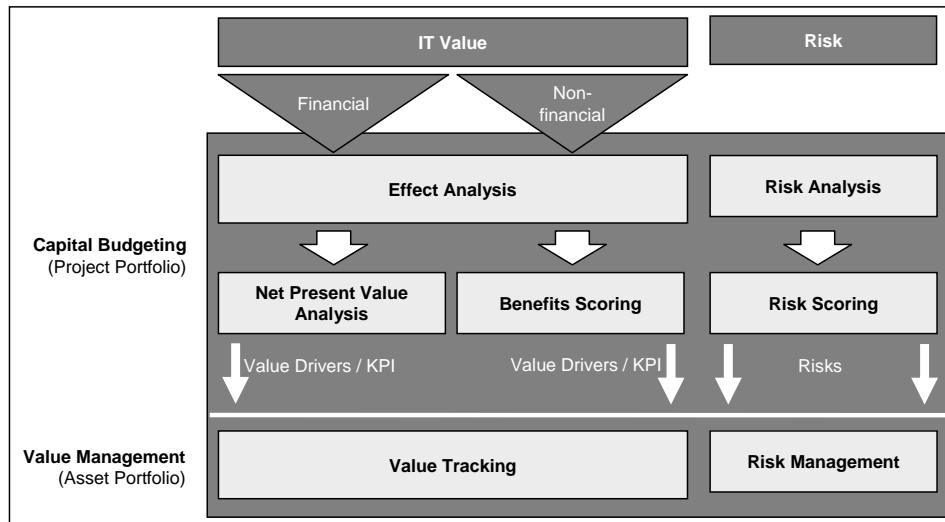 IT Value
Risk
Financial
Non-
financial
Effect Analysis
Risk Analysis
Capital Budgeting
(Project Portfolio)
Net Present Value
Analysis
Benefits Scoring
Risk Scoring
Value Drivers / KPI
Value Drivers / KPI
Risks
Value Management
(Asset Portfolio)
Value Tracking
Risk Management